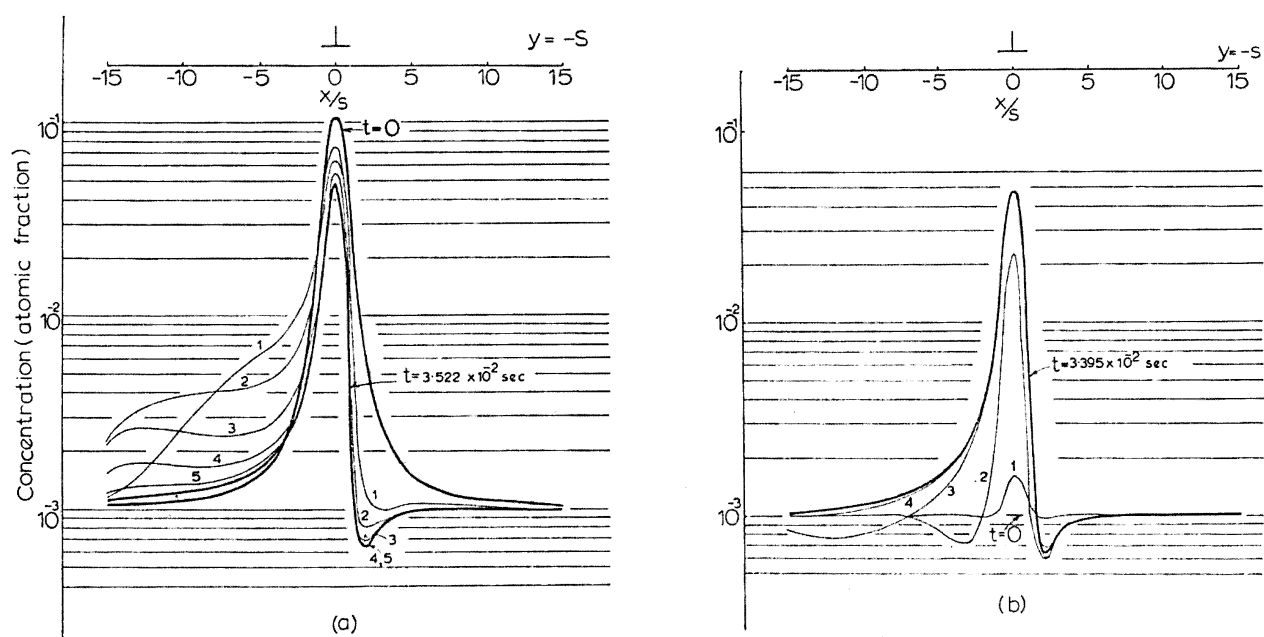 y = -S
-15 -10 -5 0 5 10 15
x/s
10^-1
t=0
10^-2
1
2
t=3·522 ×10^-2 sec
3
4
5
1
10^-3
2
3
4,5
Concentration (atomic fraction)
(a)
y=-s
-15 -5 0 5 10 15
x/s
10^-1
10^-2
t=3·395 ×10^-2 sec
1
2
3
4
10^-3
t=0
(b)